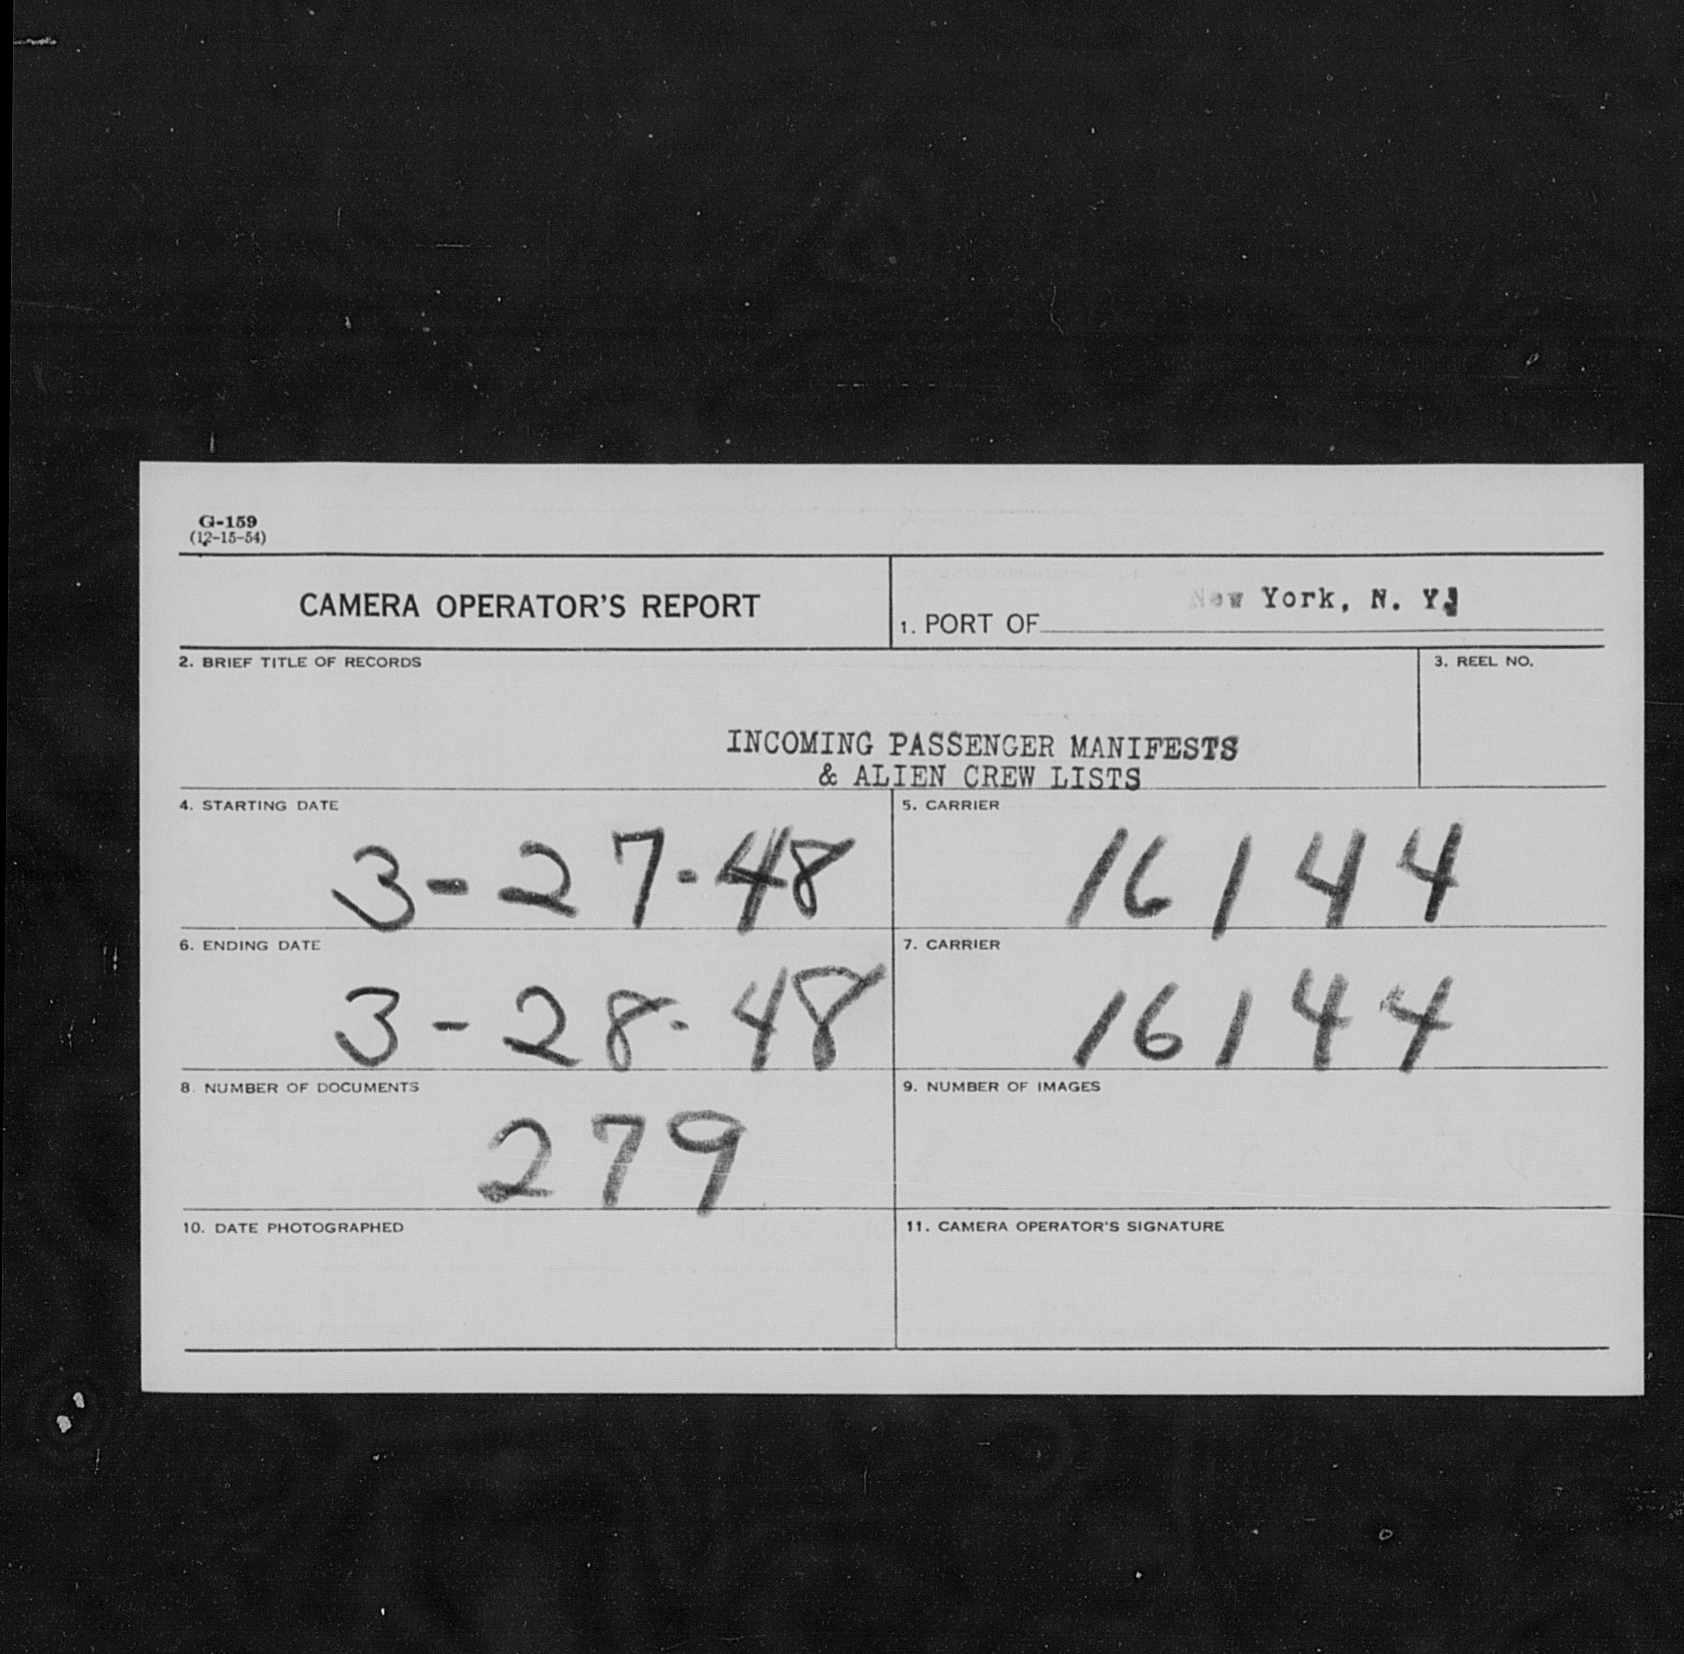 G-159
(12-15-54)
CAMERA OPERATOR'S REPORT
1. PORT OF New York, N. Y.
2. BRIEF TITLE OF RECORDS
3. REEL NO.
INCOMING PASSENGER MANIFESTS
& ALIEN CREW LISTS
4. STARTING DATE
3-27-48
5. CARRIER
16144
6. ENDING DATE
3-28-48
7. CARRIER
16144
8. NUMBER OF DOCUMENTS
279
9. NUMBER OF IMAGES
10. DATE PHOTOGRAPHED
11. CAMERA OPERATOR'S SIGNATURE